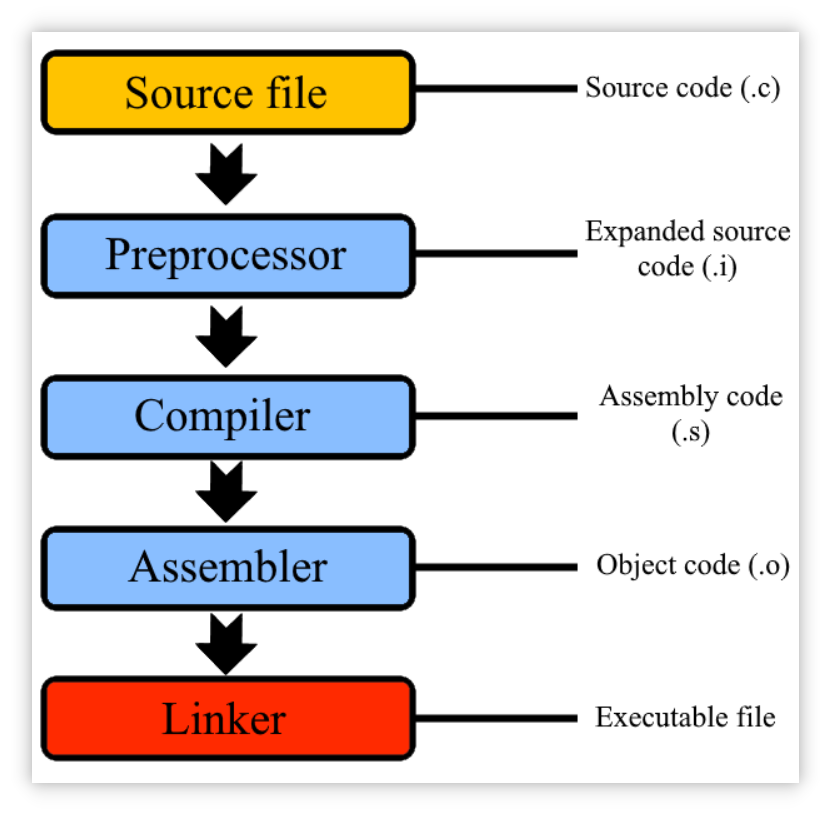 Source file
Source code (.c)
Preprocessor
Expanded source
code (.i)
Compiler
Assembly code
(.s)
Assembler
Object code (.o)
Linker
Executable file